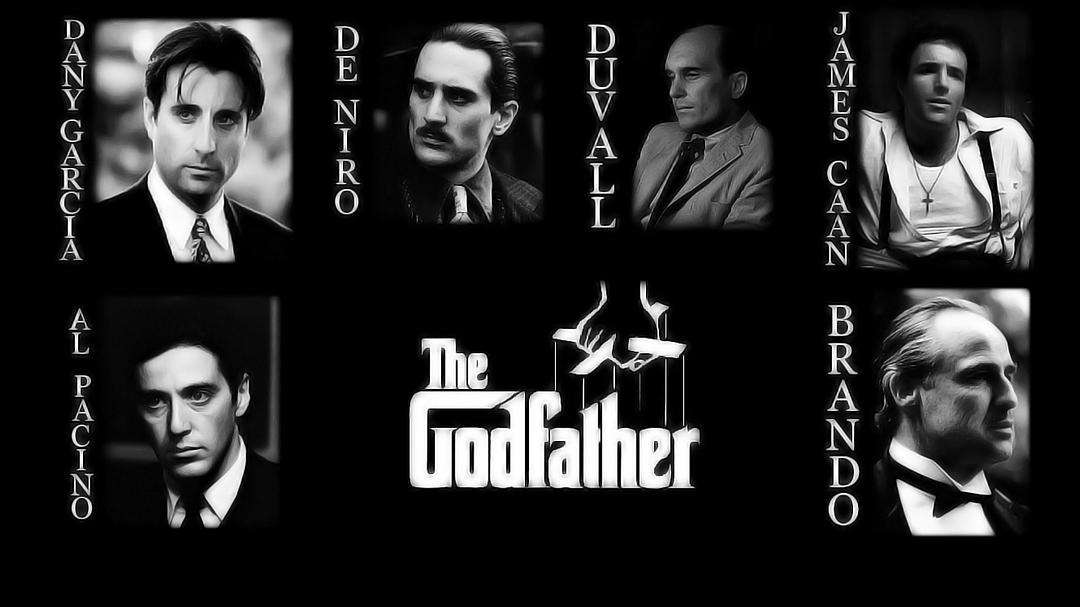 DANY GARCIA
DE NIRO
DUVALL
JAMES CAAN
AL PACINO
The
Godfather
BRANDO